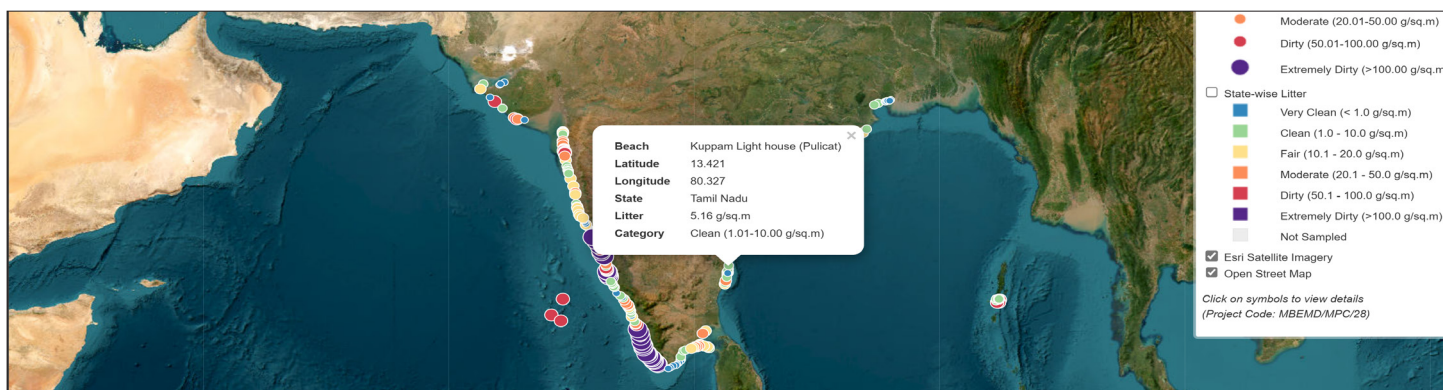 Moderate (20.01-50.00 g/sq.m)
Dirty (50.01-100.00 g/sq.m)
Extremely Dirty (>100.00 g/sq.m
State-wise Litter
Very Clean (< 1.0 g/sq.m)
Clean (1.0 - 10.0 g/sq.m)
Fair (10.1 - 20.0 g/sq.m)
Moderate (20.1 - 50.0 g/sq.m)
Dirty (50.1 - 100.0 g/sq.m)
Extremely Dirty (>100.0 g/sq.m)
Not Sampled
Esri Satellite Imagery
Open Street Map
Click on symbols to view details
(Project Code: MBEMD/MPC/28)
×
Beach Kuppam Light house (Pulicat)
Latitude 13.421
Longitude 80.327
State Tamil Nadu
Litter 5.16 g/sq.m
Category Clean (1.01-10.00 g/sq.m)